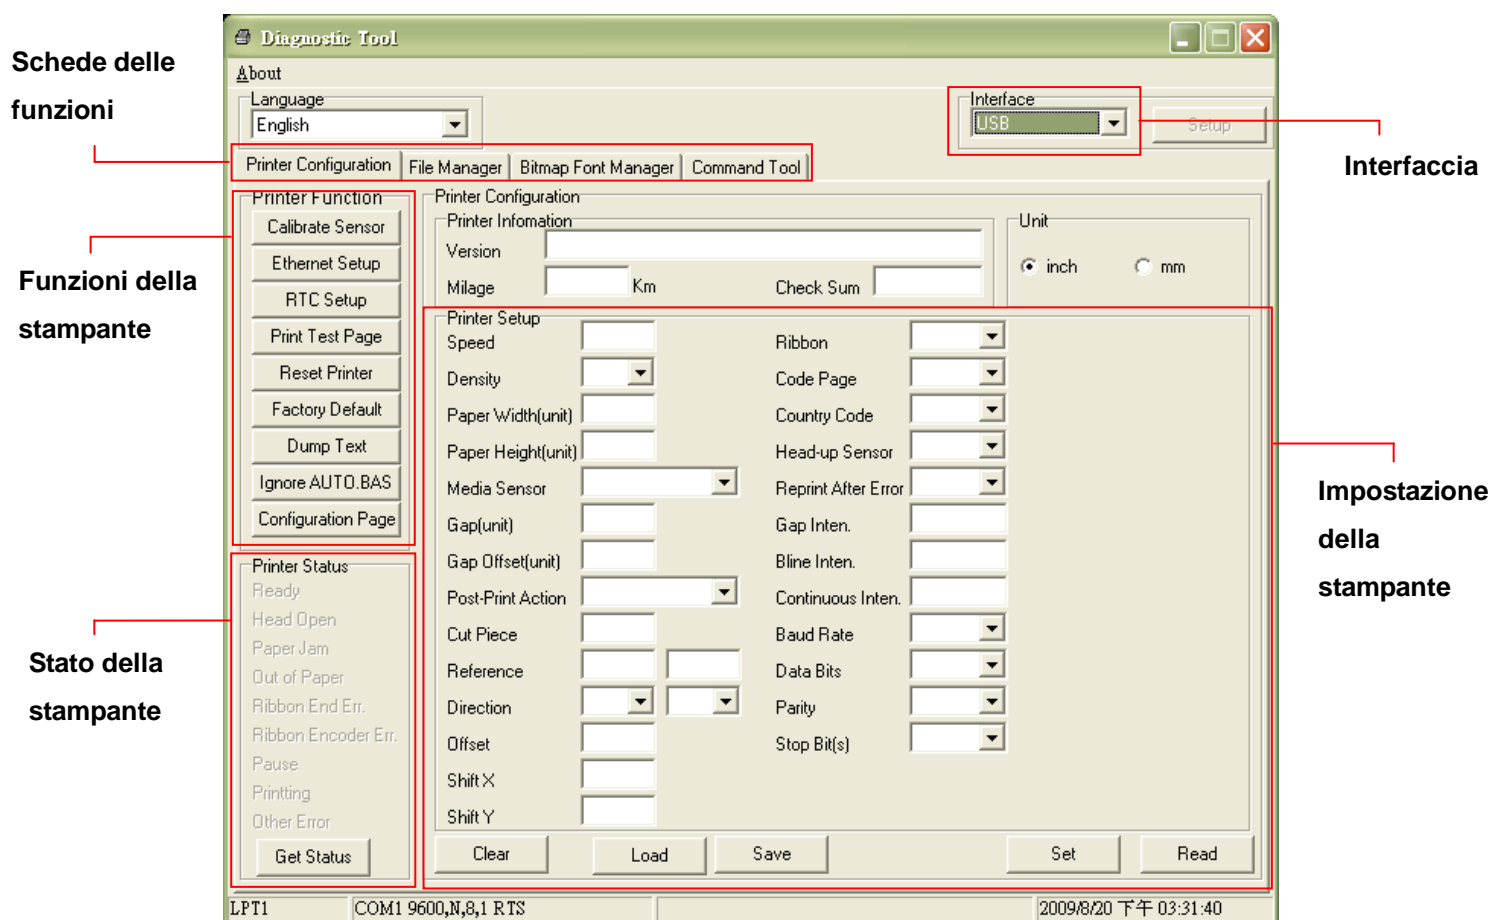 Diagnostic Tool
About
Schede delle
funzioni
Language
English
Interface
USB
Setup
Interfaccia
Printer Configuration
File Manager
Bitmap Font Manager
Command Tool
Printer Function
Calibrate Sensor
Ethernet Setup
RTC Setup
Print Test Page
Reset Printer
Factory Default
Dump Text
Ignore AUTO.BAS
Configuration Page
Funzioni della
stampante
Printer Configuration
Printer Infomation
Version
Milage
Km
Check Sum
Unit
inch
mm
Printer Setup
Speed
Density
Paper Width(unit)
Paper Height(unit)
Media Sensor
Gap(unit)
Gap Offset(unit)
Post-Print Action
Cut Piece
Reference
Direction
Offset
Shift X
Shift Y
Ribbon
Code Page
Country Code
Head-up Sensor
Reprint After Error
Gap Inten.
Bline Inten.
Continuous Inten.
Baud Rate
Data Bits
Parity
Stop Bit(s)
Impostazione
della
stampante
Printer Status
Ready
Head Open
Paper Jam
Out of Paper
Ribbon End Err.
Ribbon Encoder Err.
Pause
Printting
Other Error
Get Status
Stato della
stampante
Clear
Load
Save
Set
Read
LPT1
COM1 9600,N,8,1 RTS
2009/8/20 下午 03:31:40